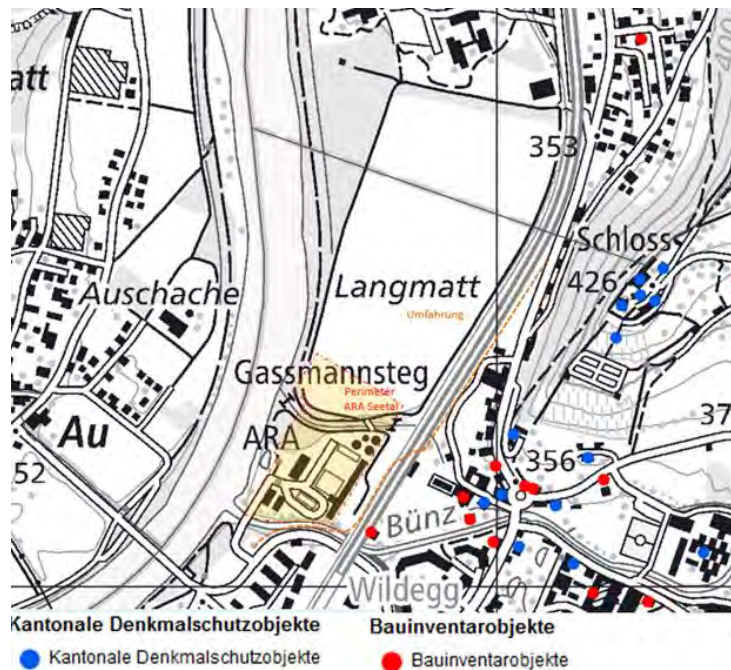 att
400
353
Schloss
426
Auschache
Langmatt
Umfahrung
Gassmannsteg
Perimeter
ARA Seetal
Au
ARA
37
356
52
Bünz
Wildegg
Kantonale Denkmalschutzobjekte
Bauinventarobjekte
Kantonale Denkmalschutzobjekte
Bauinventarobjekte